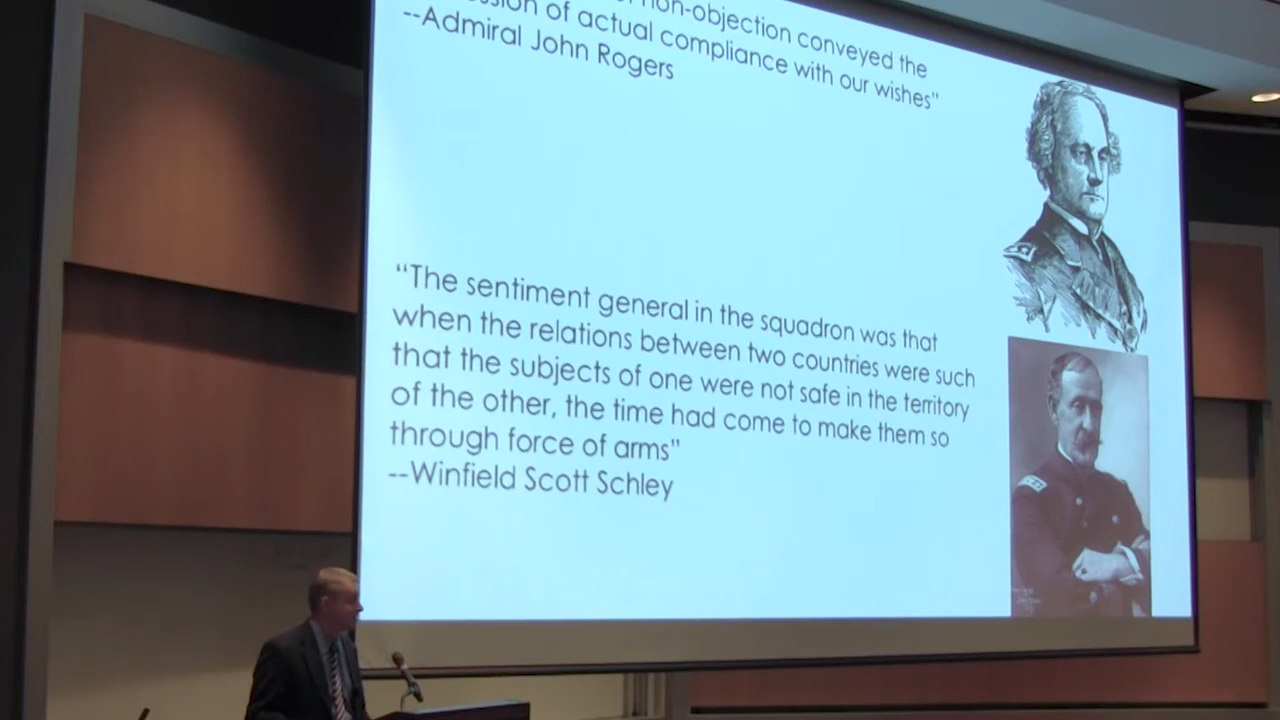 non-objection conveyed the
of actual compliance with our wishes"
--Admiral John Rogers
“The sentiment general in the squadron was that
when the relations between two countries were such
that the subjects of one were not safe in the territory
of the other, the time had come to make them so
through force of arms"
--Winfield Scott Schley